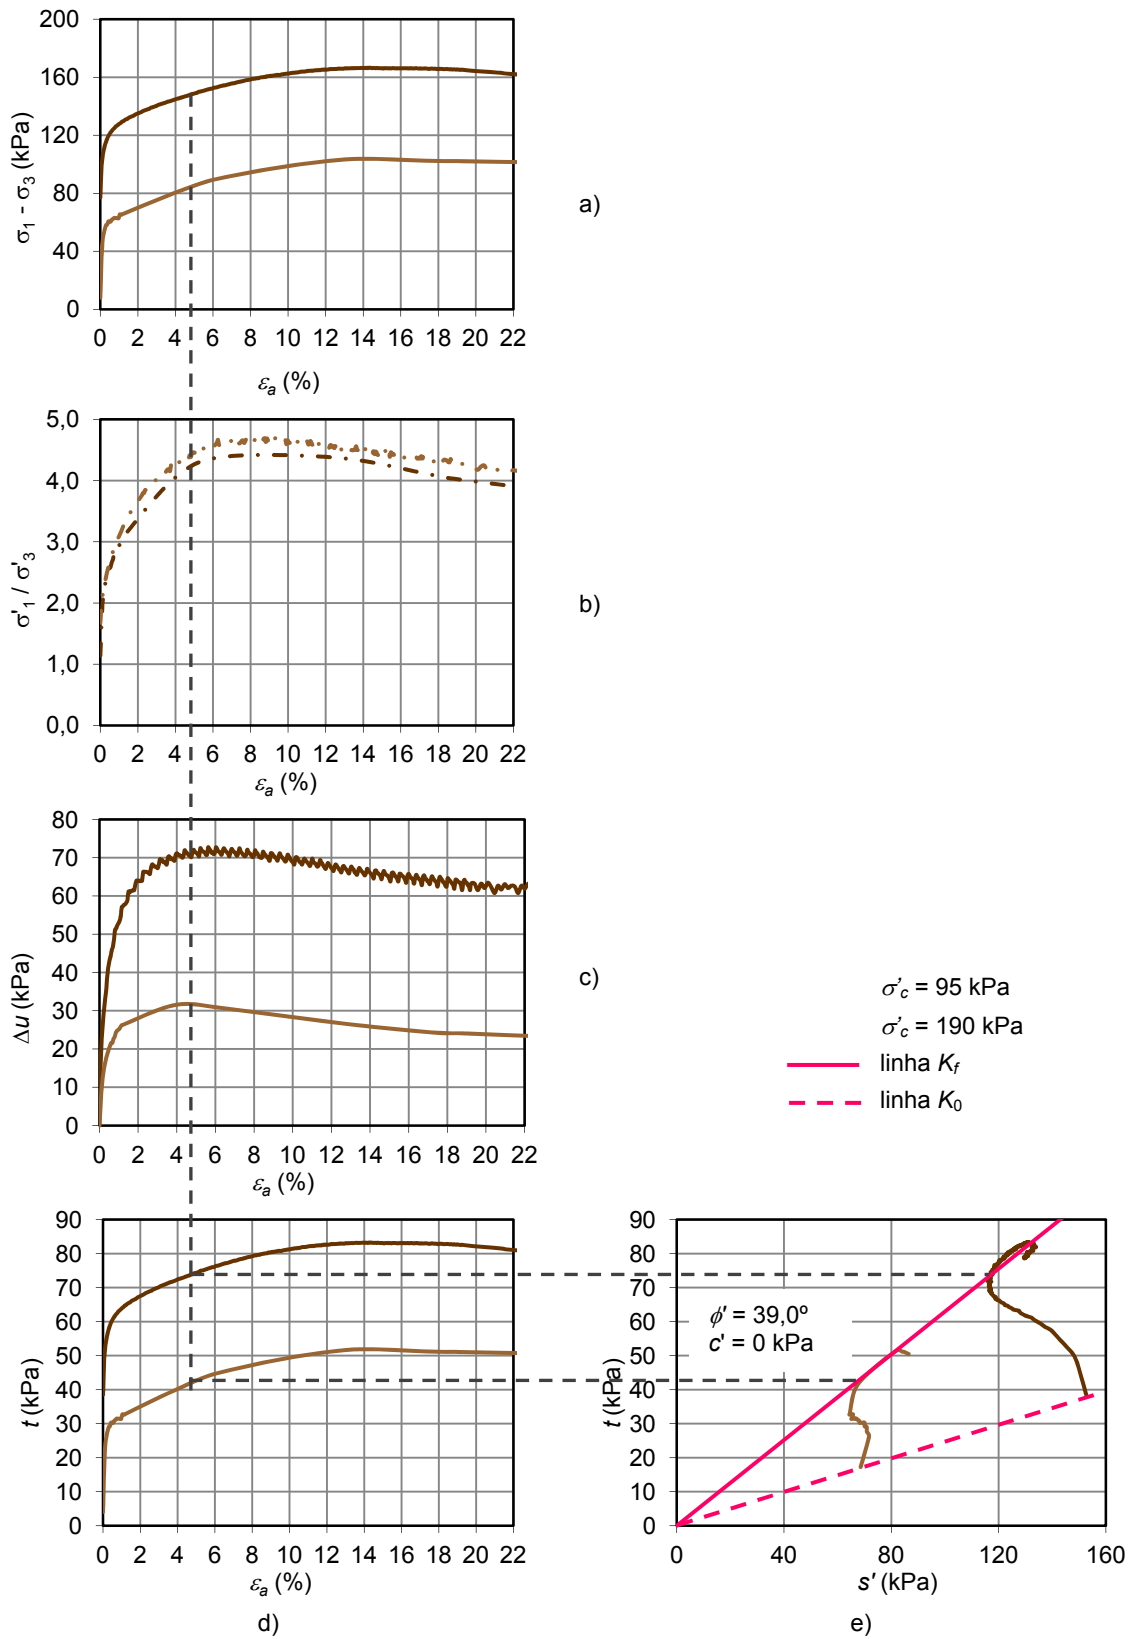 200
160
120
80
40
0
σ1 - σ3 (kPa)
0 2 4 6 8 10 12 14 16 18 20 22
εa (%)
a)
5,0
4,0
3,0
2,0
1,0
0,0
σ'1 / σ'3
0 2 4 6 8 10 12 14 16 18 20 22
εa (%)
b)
80
70
60
50
40
30
20
10
0
Δu (kPa)
0 2 4 6 8 10 12 14 16 18 20 22
εa (%)
c)
σ'c = 95 kPa
σ'c = 190 kPa
linha Kf
linha K0
90
80
70
60
50
40
30
20
10
0
t (kPa)
0 2 4 6 8 10 12 14 16 18 20 22
εa (%)
d)
90
80
70
60
50
40
30
20
10
0
t (kPa)
ϕ' = 39,0º
c' = 0 kPa
0 40 80 120 160
s' (kPa)
e)